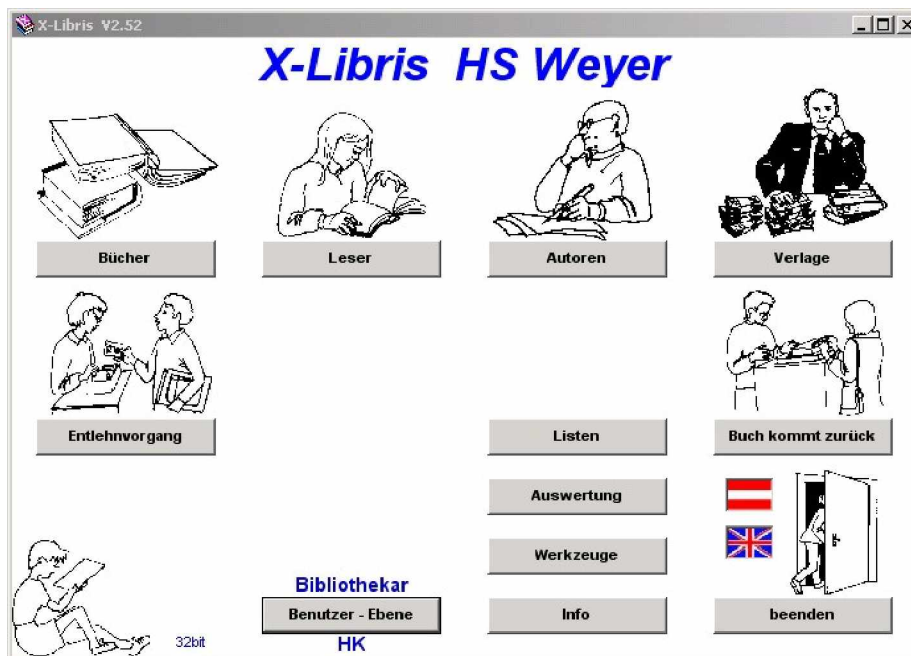 X-Libris V2.52
X-Libris HS Weyer
Bücher
Leser
Autoren
Verlage
Entlehnvorgang
Listen
Buch kommt zurück
Auswertung
Werkzeuge
Bibliothekar
Benutzer - Ebene
Info
beenden
32bit
HK